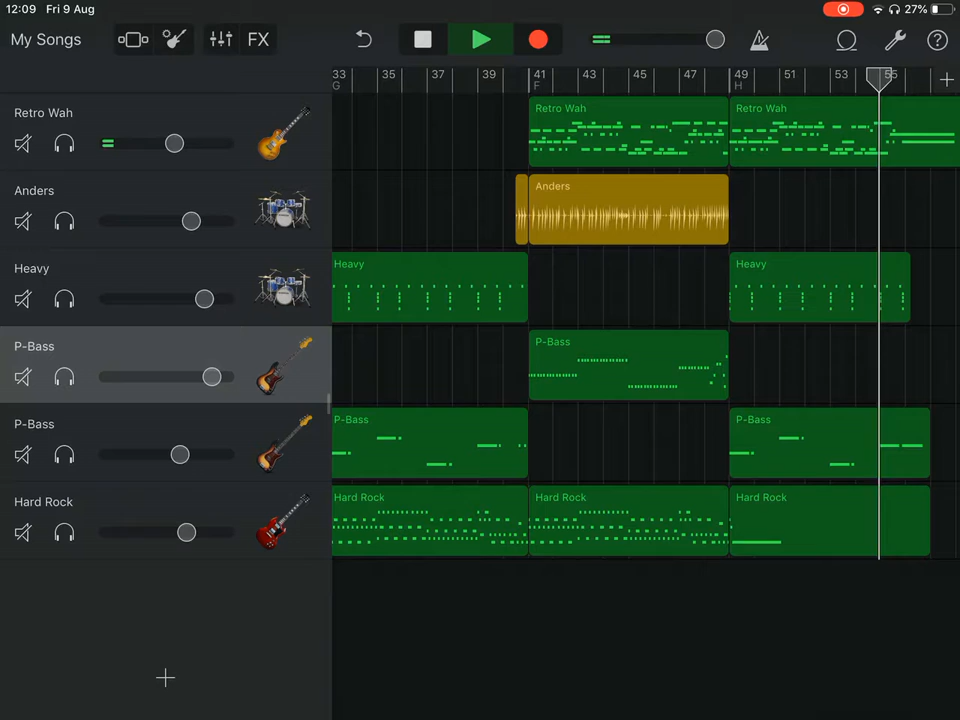 12:09 Fri 9 Aug 27%
My Songs FX
33 35 37 39 41 43 45 47 49 51 53 55
G F H
Retro Wah Retro Wah Retro Wah
Anders Anders
Heavy Heavy Heavy
P-Bass P-Bass
P-Bass P-Bass P-Bass
Hard Rock Hard Rock Hard Rock Hard Rock